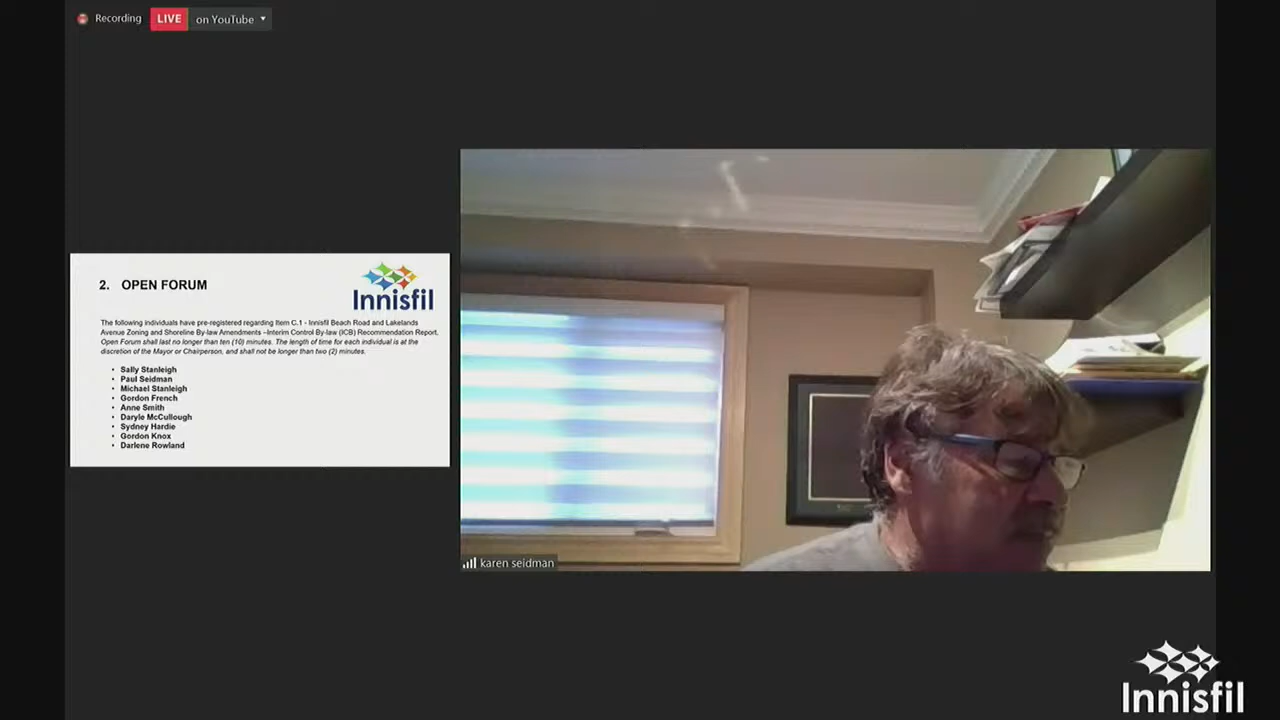 Recording
LIVE on YouTube
2. OPEN FORUM
Innisfil
The following individuals have pre-registered regarding Item C.1 - Innisfil Beach Road and Lakelands
Avenue Zoning and Shoreline By-law Amendments –Interim Control By-law (ICB) Recommendation Report.
Open Forum shall last no longer than ten (10) minutes. The length of time for each individual is at the
discretion of the Mayor or Chairperson, and shall not be longer than two (2) minutes.
• Sally Stanleigh
• Paul Seidman
• Michael Stanleigh
• Gordon French
• Anne Smith
• Daryle McCullough
• Sydney Hardie
• Gordon Knox
• Darlene Rowland
karen seidman
Innisfil